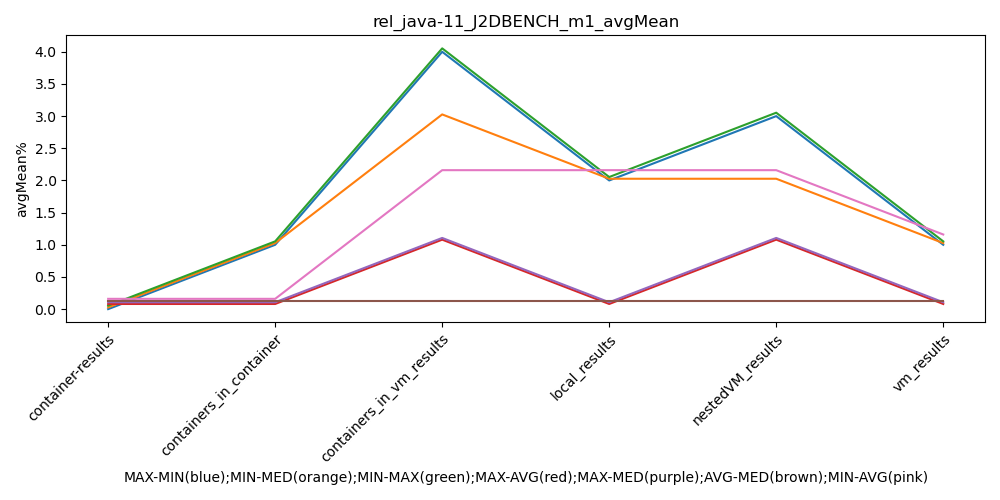 rel_java-11_J2DBENCH_m1_avgMean
avgMean%
4.0
3.5
3.0
2.5
2.0
1.5
1.0
0.5
0.0
container-results
containers_in_container
containers_in_vm_results
local_results
nestedVM_results
vm_results
MAX-MIN(blue);MIN-MED(orange);MIN-MAX(green);MAX-AVG(red);MAX-MED(purple);AVG-MED(brown);MIN-AVG(pink)